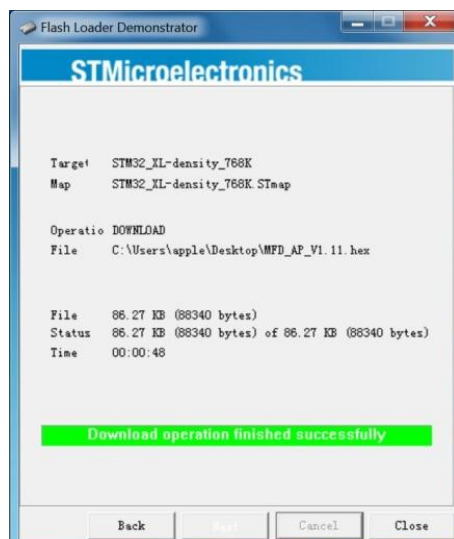 Flash Loader Demonstrator
STMicroelectronics
Target STM32_XL-density_768K
Map STM32_XL-density_768K.STmap
Operatio DOWNLOAD
File C:\Users\apple\Desktop\MFD_AP_V1.11.hex
File 86.27 KB (88340 bytes)
Status 86.27 KB (88340 bytes) of 86.27 KB (88340 bytes)
Time 00:00:48
Download operation finished successfully
Back Next Cancel Close